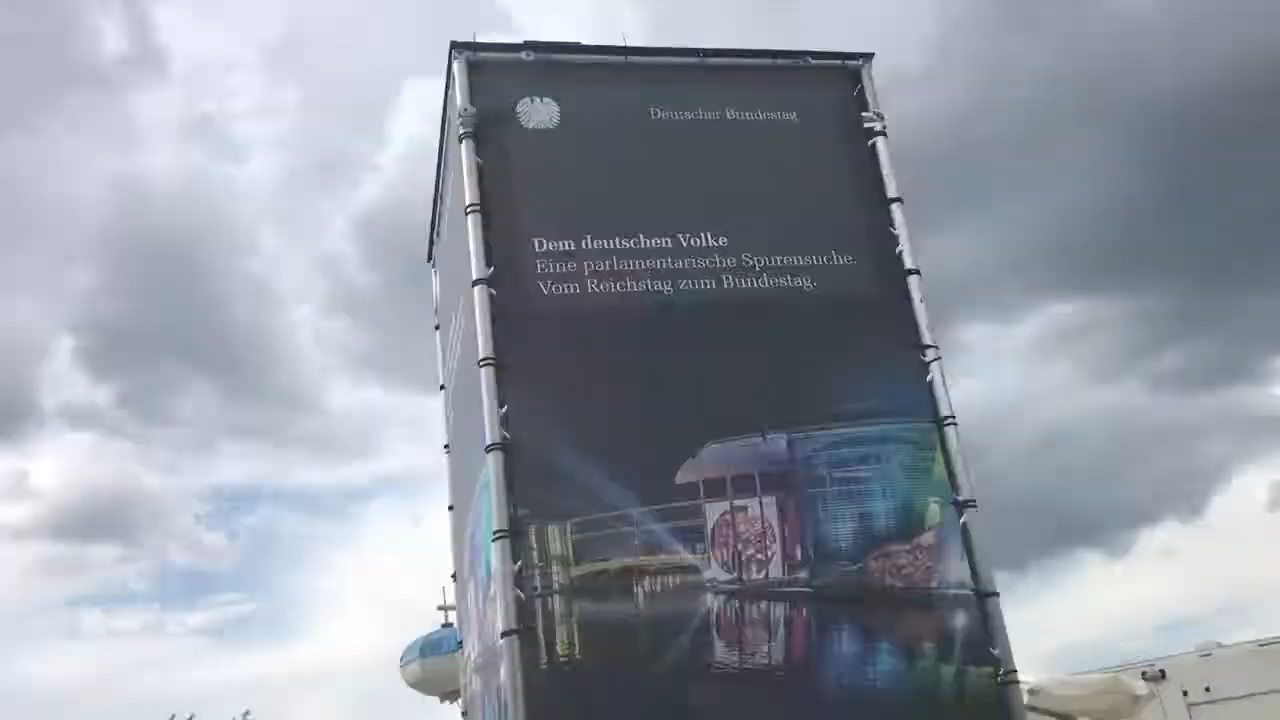 Deutscher Bundestag
Dem deutschen Volke
Eine parlamentarische Spurensuche.
Vom Reichstag zum Bundestag.